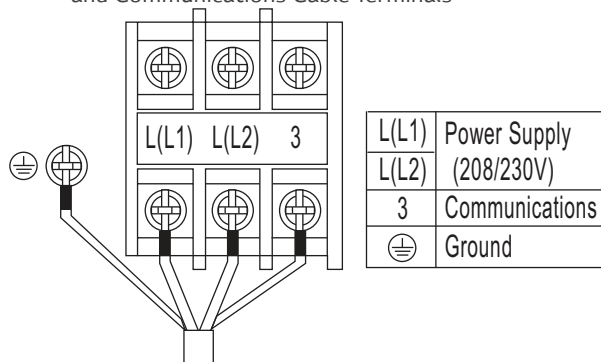 and Communications Cable Terminals
L(L1) L(L2) 3
L(L1) Power Supply
L(L2) (208/230V)
3 Communications
Ground